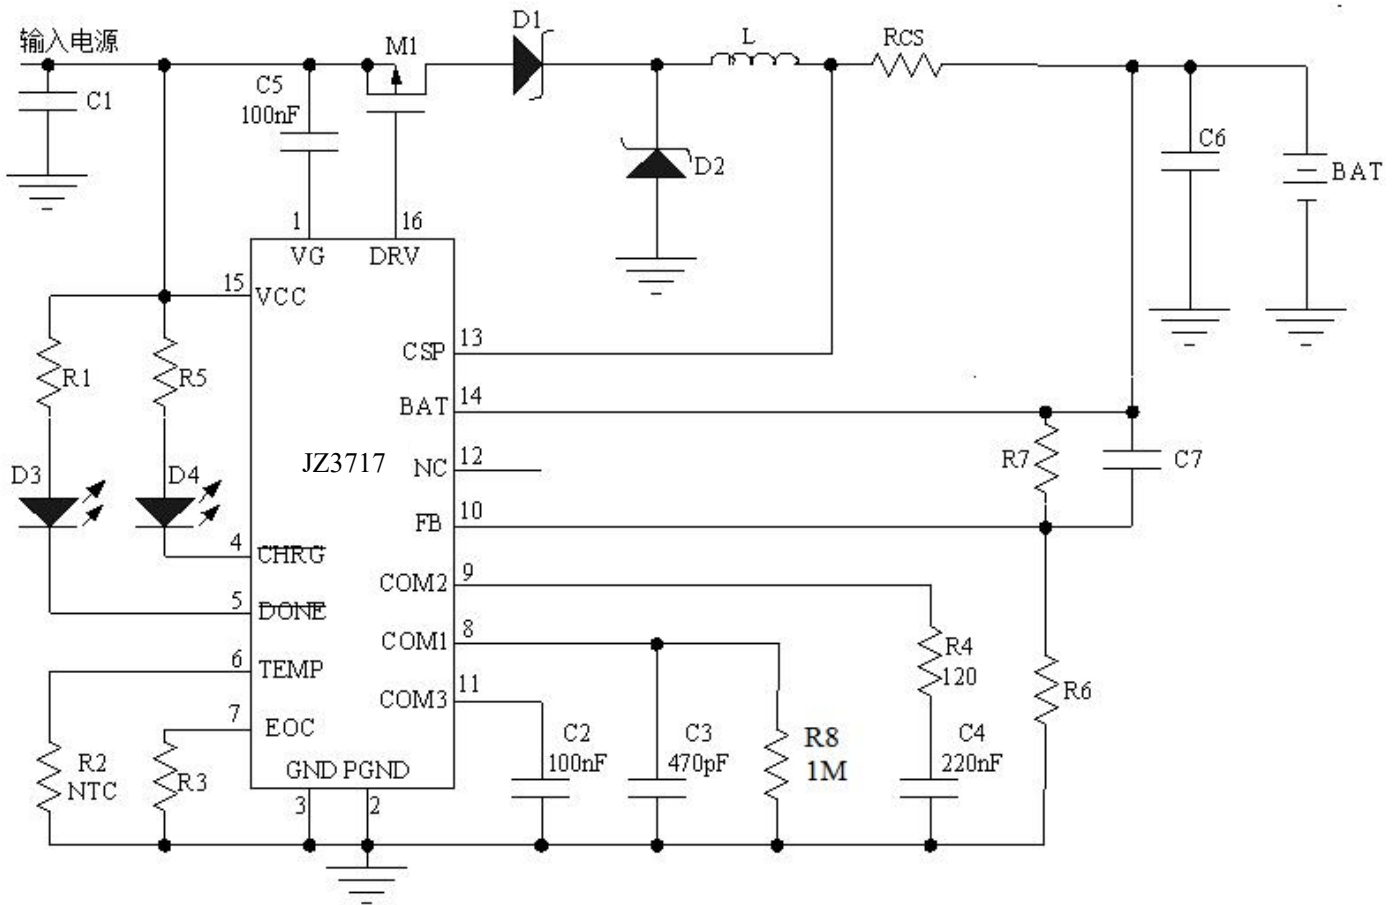 输入电源
C1
C5
100nF
M1
D1
L
RCS
D2
C6
BAT
1
16
VG
DRV
15
VCC
R1
R5
CSP
13
BAT
14
JZ3717
NC
12
R7
C7
D3
D4
FB
10
4
CHRG
COM2
9
5
DONE
COM1
8
R4
120
6
TEMP
COM3
11
R6
7
EOC
R2
NTC
R3
GND
PGND
3
2
C2
100nF
C3
470pF
R8
1M
C4
220nF